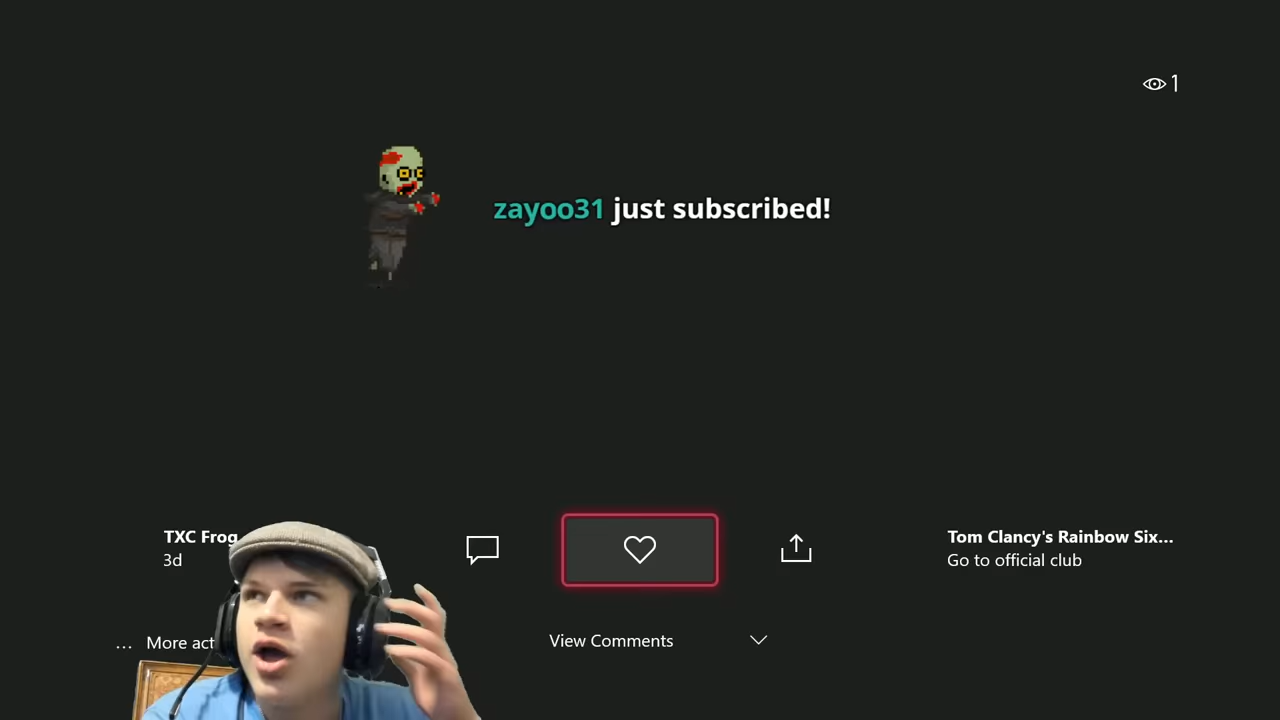 1
zayoo31 just subscribed!
TXC Frog
3d
Tom Clancy's Rainbow Six...
Go to official club
... More act
View Comments